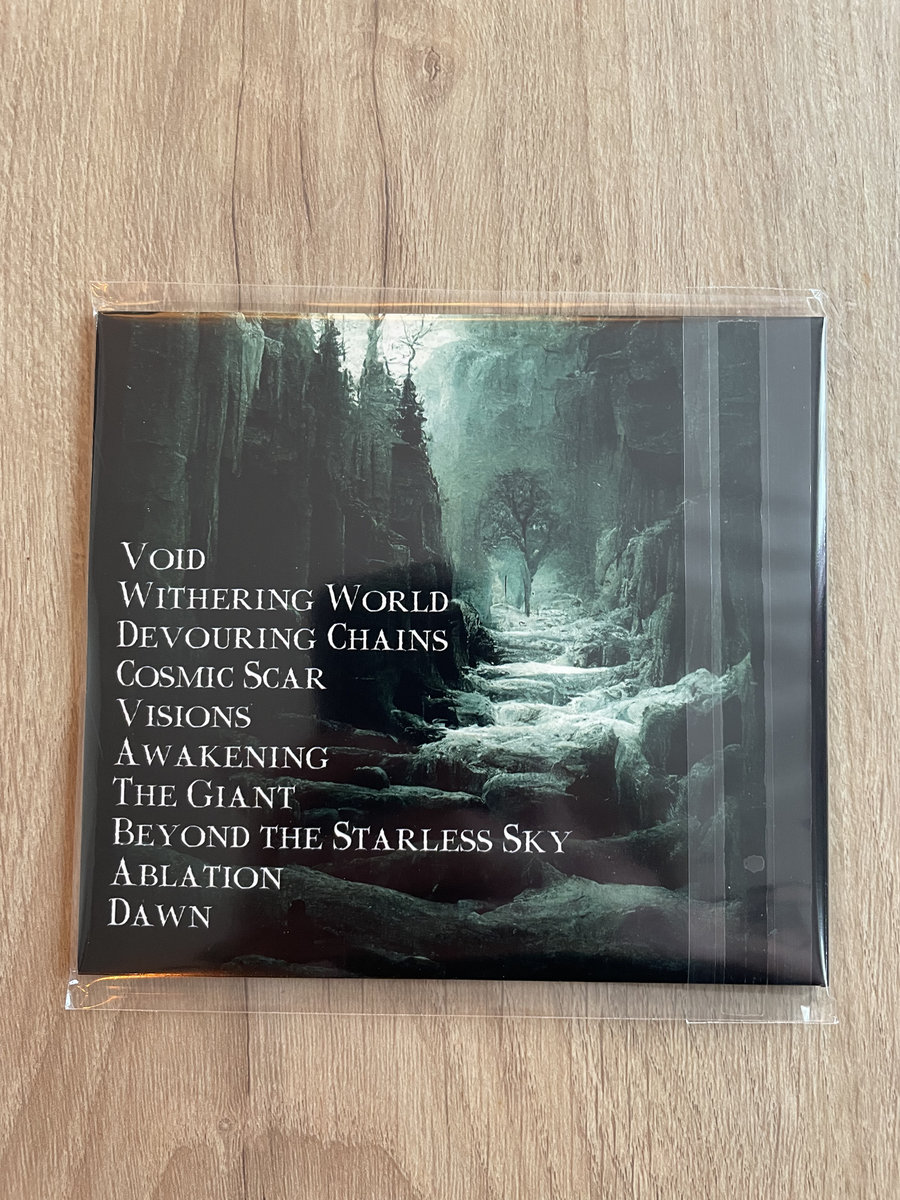 Void
Withering World
Devouring Chains
Cosmic Scar
Visions
Awakening
The Giant
Beyond the Starless Sky
Ablation
Dawn